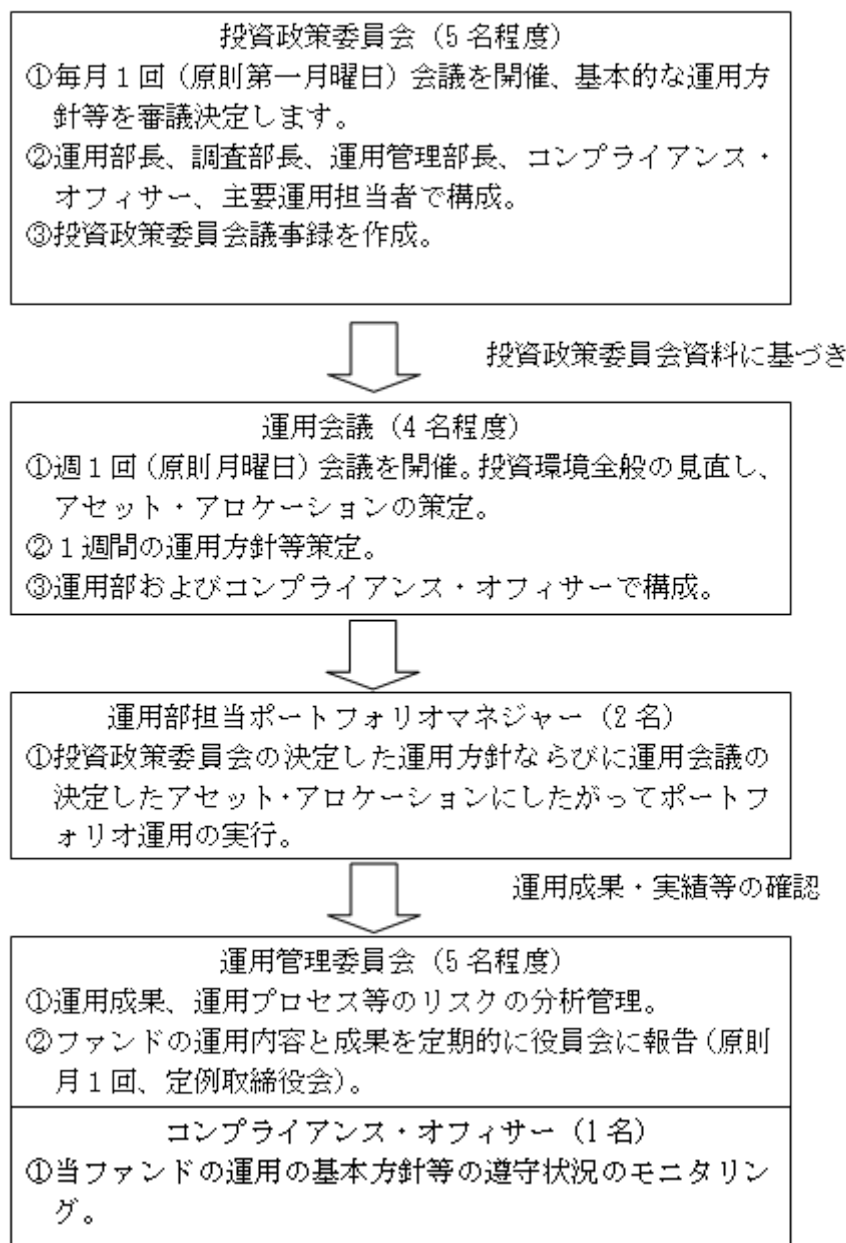 投資政策委員会（5名程度）
①毎月1回（原則第一月曜日）会議を開催、基本的な運用方
針等を審議決定します。
②運用部長、調査部長、運用管理部長、コンプライアンス・
オフィサー、主要運用担当者で構成。
③投資政策委員会議事録を作成。
投資政策委員会資料に基づき
運用会議（4名程度）
①週1回（原則月曜日）会議を開催。投資環境全般の見直し、
アセット・アロケーションの策定。
②1週間の運用方針等策定。
③運用部およびコンプライアンス・オフィサーで構成。
運用部担当ポートフォリオマネジャー（2名）
①投資政策委員会の決定した運用方針ならびに運用会議の
決定したアセット・アロケーションにしたがってポートフ
ォリオ運用の実行。
運用成果・実績等の確認
運用管理委員会（5名程度）
①運用成果、運用プロセス等のリスクの分析管理。
②ファンドの運用内容と成果を定期的に役員会に報告（原則
月1回、定例取締役会）。
コンプライアンス・オフィサー（1名）
①当ファンドの運用の基本方針等の遵守状況のモニタリン
グ。